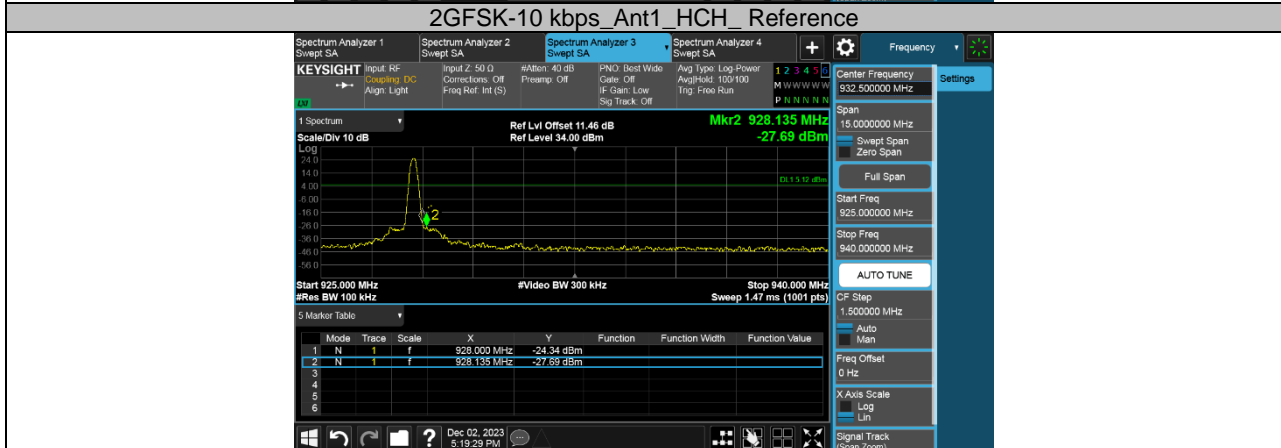 2GFSK-10 kbps_Ant1_HCH_ Reference
Spectrum Analyzer 1
Swept SA
Spectrum Analyzer 2
Swept SA
Spectrum Analyzer 3
Swept SA
Spectrum Analyzer 4
Swept SA
+
Frequency
KEYSIGHT
Input: RF
Coupling: DC
Align: Light
Input Z: 50 Ω
Corrections: Off
Freq Ref: Int (S)
#Atten: 40 dB
Preamp: Off
PNO: Best Wide
Gate: Off
IF Gain: Low
Sig Track: Off
Avg Type: Log-Power
Avg|Hold: 100/100
Trig: Free Run
1 2 3 4 5 6
M W W W W W
P N N N N N
LXI
1 Spectrum
Scale/Div 10 dB
Ref Lvl Offset 11.46 dB
Ref Level 34.00 dBm
Mkr2 928.135 MHz
-27.69 dBm
Log
24.0
14.0
4.00
-6.00
-16.0
-26.0
-36.0
-46.0
-56.0
DL1 5.12 dBm
2
Start 925.000 MHz
#Res BW 100 kHz
#Video BW 300 kHz
Stop 940.000 MHz
Sweep 1.47 ms (1001 pts)
5 Marker Table
Mode Trace Scale X Y Function Function Width Function Value
1 N 1 f 928.000 MHz -24.34 dBm
2 N 1 f 928.135 MHz -27.69 dBm
3
4
5
6
Dec 02, 2023
5:19:29 PM
Center Frequency
932.500000 MHz
Settings
Span
15.0000000 MHz
Swept Span
Zero Span
Full Span
Start Freq
925.000000 MHz
Stop Freq
940.000000 MHz
AUTO TUNE
CF Step
1.500000 MHz
Auto
Man
Freq Offset
0 Hz
X Axis Scale
Log
Lin
Signal Track
(Span Zoom)